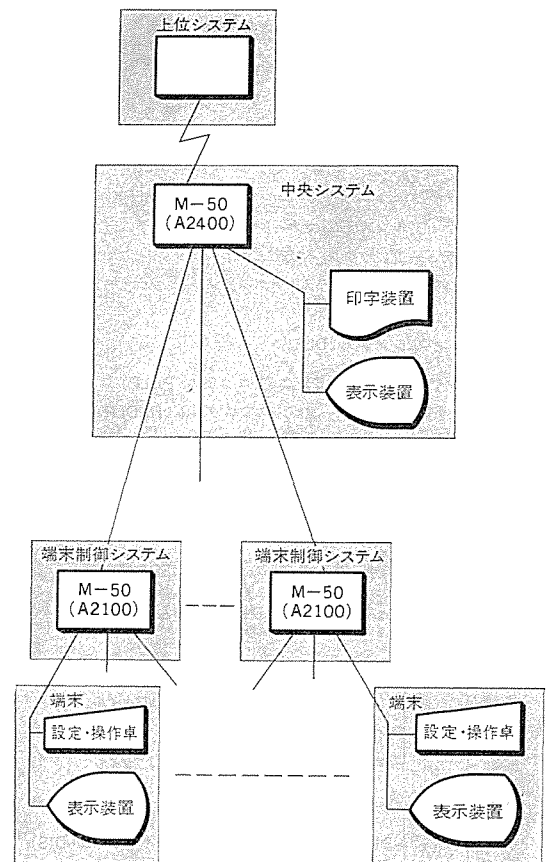 上位システム
中央システム
M-50
(A2400)
印字装置
表示装置
端末制御システム
端末制御システム
M-50
(A2100)
M-50
(A2100)
端末
設定・操作卓
表示装置
端末
設定・操作卓
表示装置